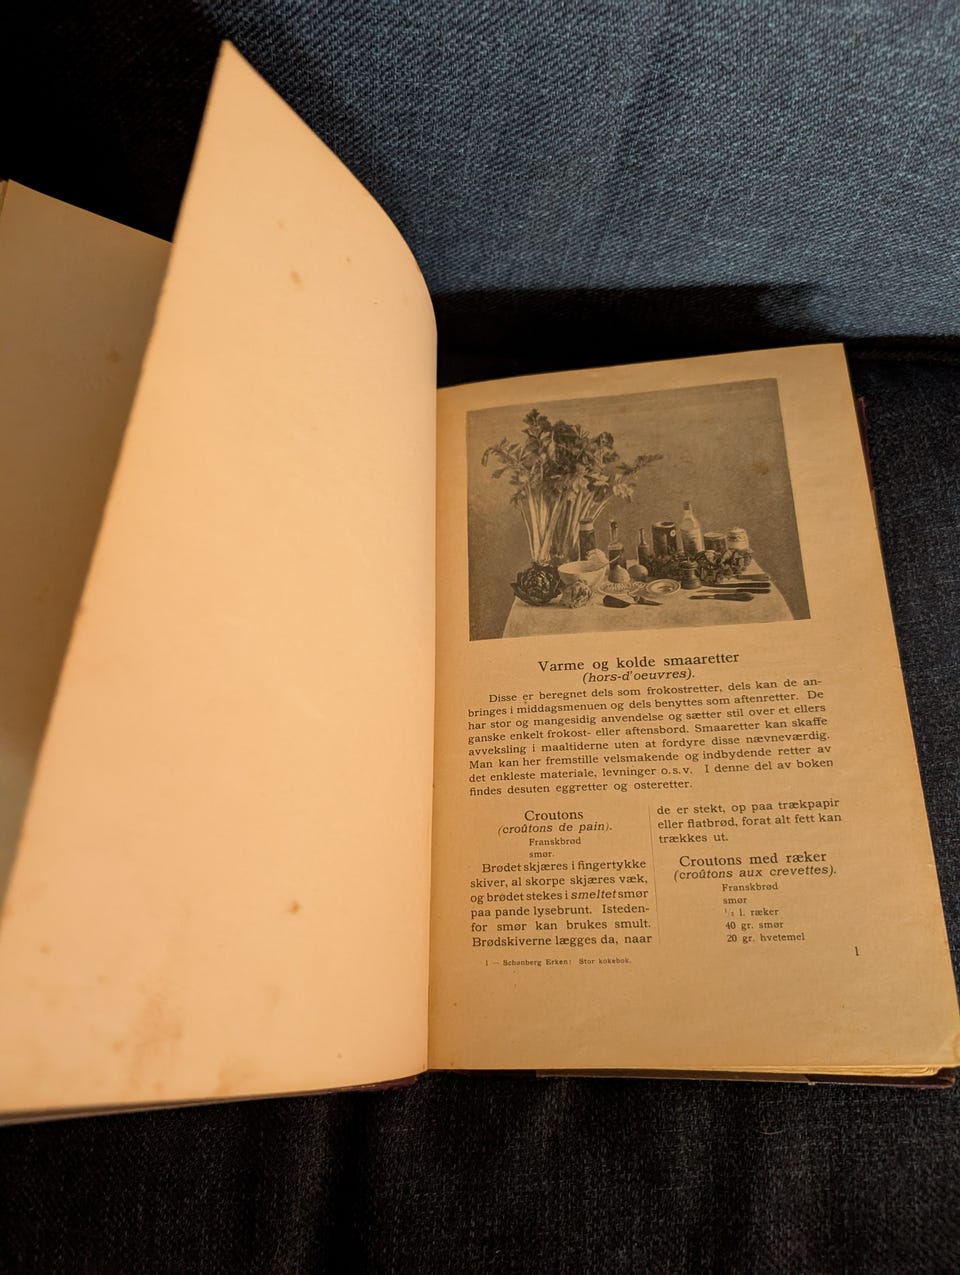 Varme og kolde smaaretter
(hors-d'oeuvres).
Disse er beregnet dels som frokostretter, dels kan de an-
bringes i middagsmenuen og dels benyttes som aftenretter. De
har stor og mangesidig anvendelse og sætter stil over et ellers
ganske enkelt frokost- eller aftensbord. Smaaretter kan skaffe
avveksling i maaltiderne uten at fordyre disse nævneværdig.
Man kan her fremstille velsmakende og indbydende retter av
det enkleste materiale, levninger o.s.v. I denne del av boken
findes desuten eggretter og osteretter.
Croutons
(croûtons de pain).
Franskbrød
smør.
Brødet skjæres i fingertykke
skiver, al skorpe skjæres væk,
og brødet stekes i smeltet smør
paa pande lysebrunt. Isteden-
for smør kan brukes smult.
Brødskiverne lægges da, naar
de er stekt, op paa trækpapir
eller flatbrød, forat alt fett kan
trækkes ut.
Croutons med ræker
(croûtons aux crevettes).
Franskbrød
smør
½ l. ræker
40 gr. smør
20 gr. hvetemel
1 — Schønberg Erken: Stor kokebok.
1